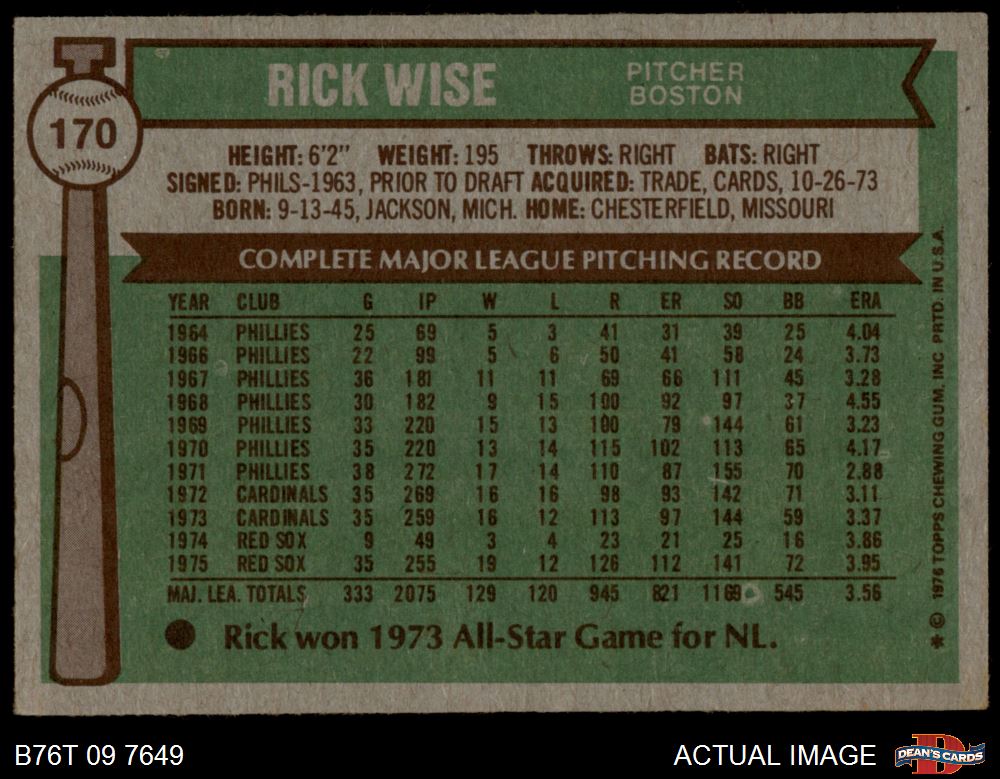 170
RICK WISE
PITCHER
BOSTON
HEIGHT: 6'2" WEIGHT: 195 THROWS: RIGHT BATS: RIGHT
SIGNED: PHILS-1963, PRIOR TO DRAFT ACQUIRED: TRADE, CARDS, 10-26-73
BORN: 9-13-45, JACKSON, MICH. HOME: CHESTERFIELD, MISSOURI
COMPLETE MAJOR LEAGUE PITCHING RECORD
YEAR CLUB G IP W L R ER SO BB ERA
1964 PHILLIES 25 69 5 3 41 31 39 25 4.04
1966 PHILLIES 22 99 5 6 50 41 58 24 3.73
1967 PHILLIES 36 181 11 11 69 66 111 45 3.28
1968 PHILLIES 30 182 9 15 100 92 97 37 4.55
1969 PHILLIES 33 220 15 13 100 79 144 61 3.23
1970 PHILLIES 35 220 13 14 115 102 113 65 4.17
1971 PHILLIES 38 272 17 14 110 87 155 70 2.88
1972 CARDINALS 35 269 16 16 98 93 142 71 3.11
1973 CARDINALS 35 259 16 12 113 97 144 59 3.37
1974 RED SOX 9 49 3 4 23 21 25 16 3.86
1975 RED SOX 35 255 19 12 126 112 141 72 3.95
MAJ. LEA. TOTALS 333 2075 129 120 945 821 1169 545 3.56
Rick won 1973 All-Star Game for NL.
* © 1976 TOPPS CHEWING GUM, INC PRTD. IN U.S.A.
B76T 09 7649
ACTUAL IMAGE
D
DEAN'S CARDS